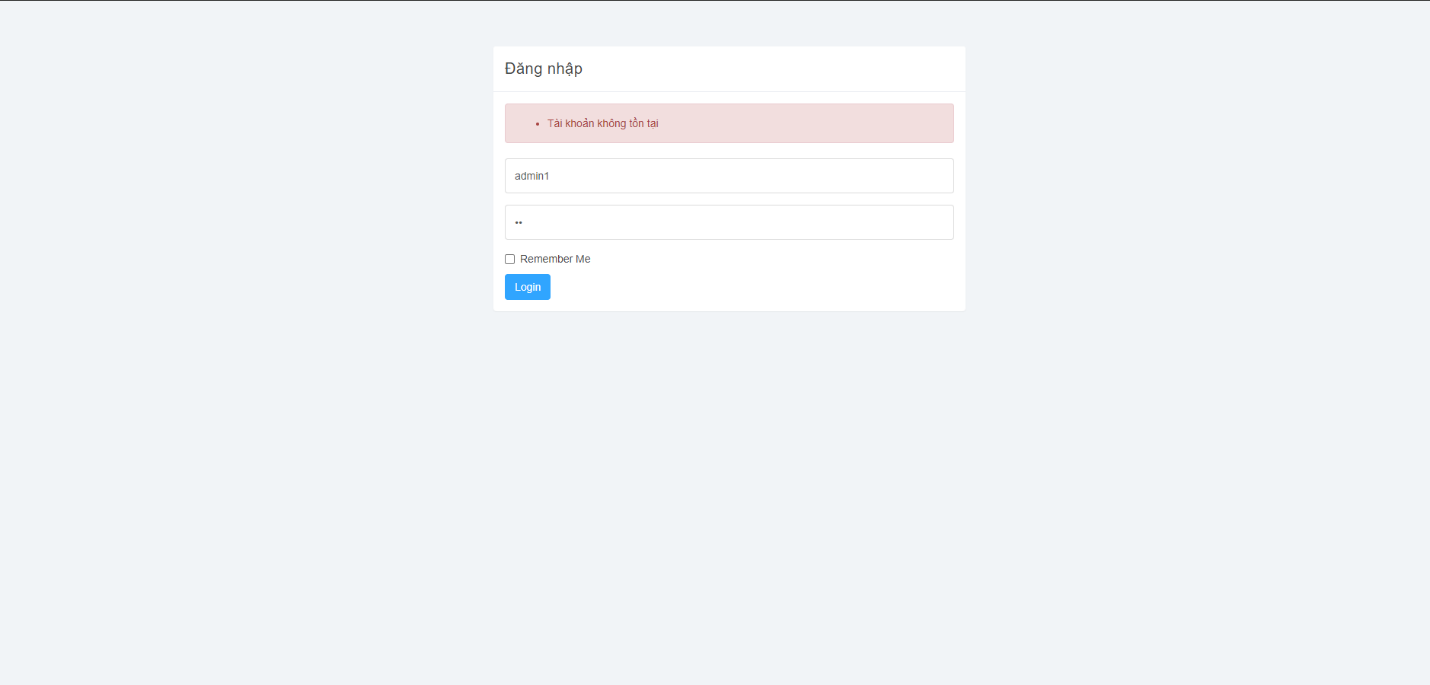 Đăng nhập
Tài khoản không tồn tại
admin1
••
Remember Me
Login